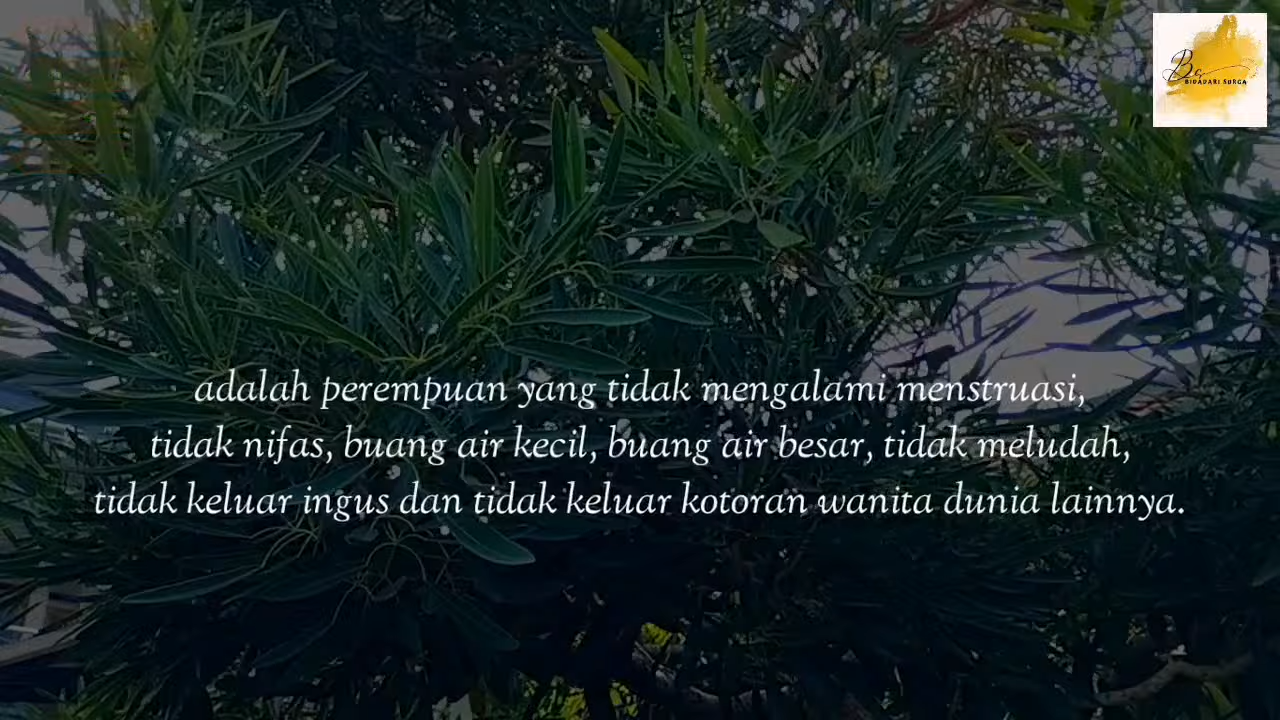 Bs
BIDADARI SURGA
adalah perempuan yang tidak mengalami menstruasi,
tidak nifas, buang air kecil, buang air besar, tidak meludah,
tidak keluar ingus dan tidak keluar kotoran wanita dunia lainnya.